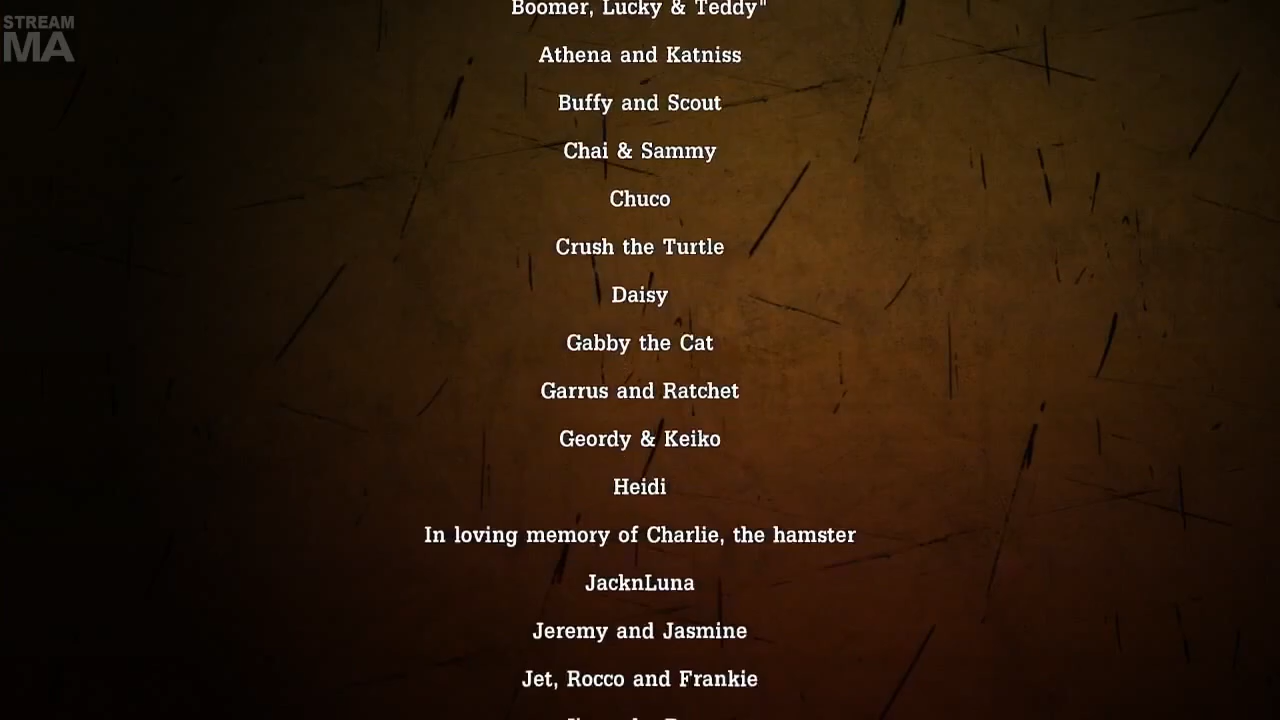 STREAM
MA
Boomer, Lucky & Teddy"
Athena and Katniss
Buffy and Scout
Chai & Sammy
Chuco
Crush the Turtle
Daisy
Gabby the Cat
Garrus and Ratchet
Geordy & Keiko
Heidi
In loving memory of Charlie, the hamster
JacknLuna
Jeremy and Jasmine
Jet, Rocco and Frankie